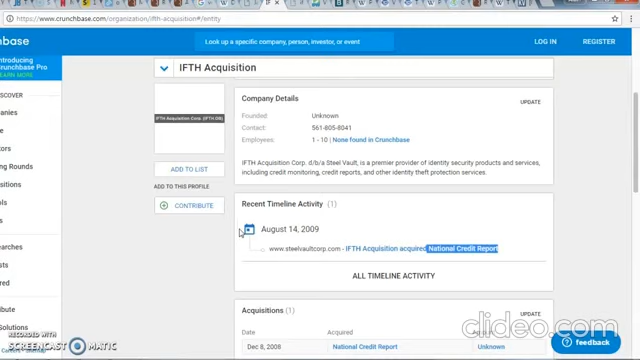 https://www.crunchbase.com/organization/ifth-acquisition#/entity
nchbase
Look up a specific company, person, investor, or event
LOG IN
REGISTER
Introducing
Crunchbase Pro
LEARN MORE
DISCOVER
IFTH Acquisition
IFTH Acquisition Corp. (IFTH.OB)
ADD TO LIST
ADD TO THIS PROFILE
CONTRIBUTE
Company Details
UPDATE
Founded: Unknown
Contact: 561-805-8041
Employees: 1 - 10 | None found in Crunchbase
IFTH Acquisition Corp. d/b/a Steel Vault, is a premier provider of identity security products and services,
including credit monitoring, credit reports, and other identity theft protection services.
Recent Timeline Activity (1)
August 14, 2009
www.steelvaultcorp.com - IFTH Acquisition acquired National Credit Report
ALL TIMELINE ACTIVITY
Acquisitions (1)
UPDATE
Date Acquired
Dec 8, 2008 National Credit Report Unknown
feedback
clideo.com
RECORDED WITH
SCREENCAST MATIC